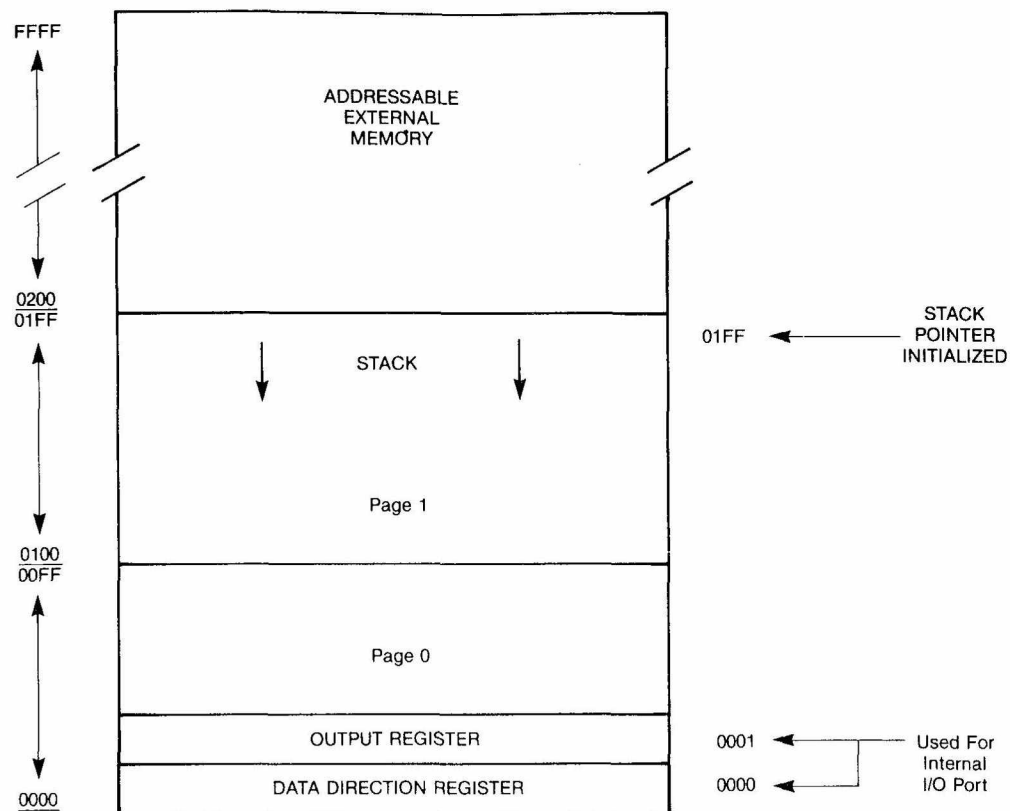 FFFF
ADDRESSABLE
EXTERNAL
MEMORY
0200
01FF
STACK
01FF
STACK
POINTER
INITIALIZED
Page 1
0100
00FF
Page 0
OUTPUT REGISTER
0001
Used For
Internal
I/O Port
DATA DIRECTION REGISTER
0000
0000